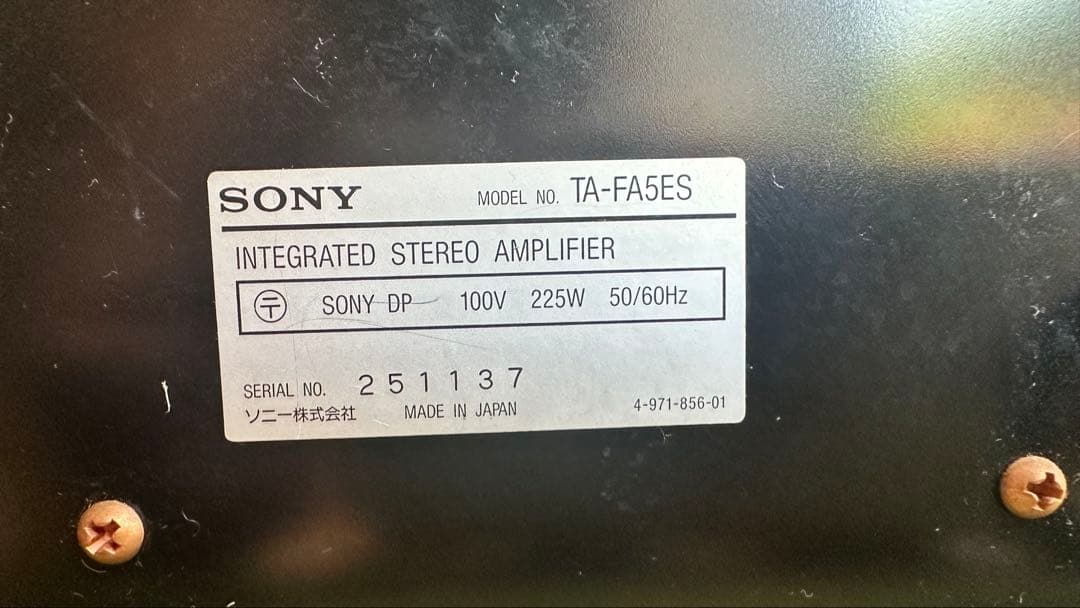 SONY MODEL NO. TA-FA5ES
INTEGRATED STEREO AMPLIFIER
〶 SONY DP 100V 225W 50/60Hz
SERIAL NO. 251137
ソニー株式会社 MADE IN JAPAN 4-971-856-01